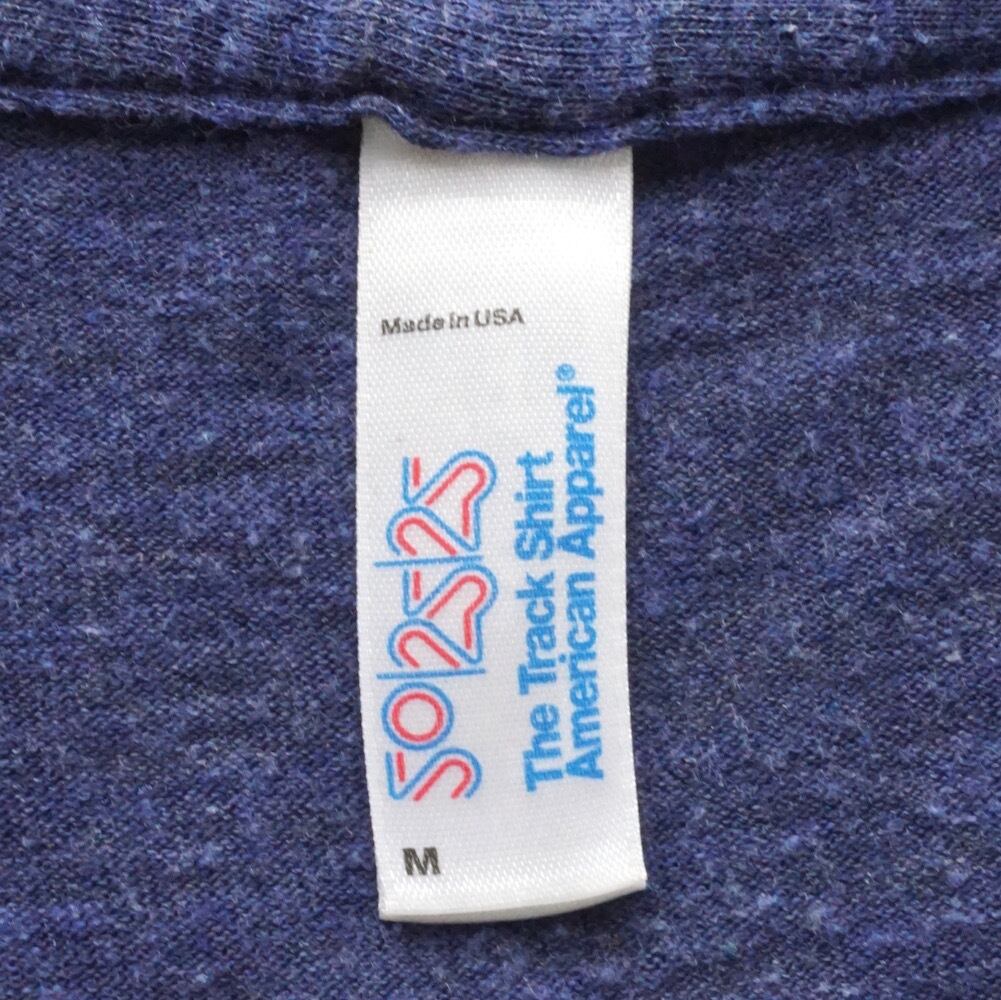 Made in USA
50/25/25
The Track Shirt
American Apparel®
M